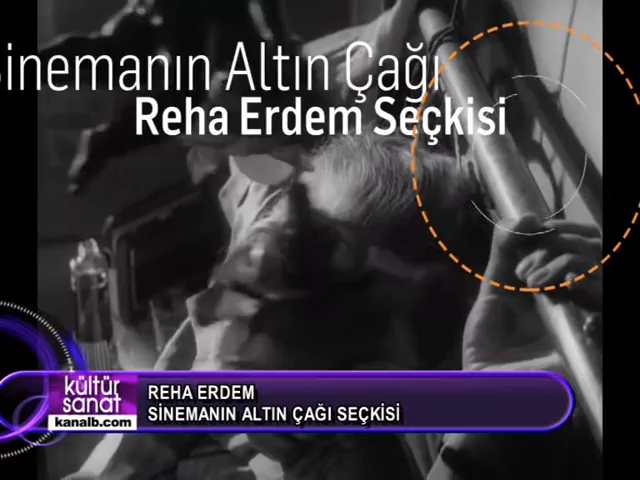 Sinemanın Altın Çağı
Reha Erdem Seçkisi
kültür
sanat
kanalb.com
REHA ERDEM
SİNEMANIN ALTIN ÇAĞI SEÇKİSİ